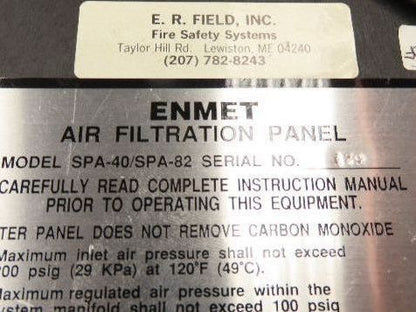 E. R. FIELD, INC.
Fire Safety Systems
Taylor Hill Rd. Lewiston, ME 04240
(207) 782-8243
ENMET
AIR FILTRATION PANEL
MODEL SPA-40/SPA-82 SERIAL NO.
CAREFULLY READ COMPLETE INSTRUCTION MANUAL
PRIOR TO OPERATING THIS EQUIPMENT.
TER PANEL DOES NOT REMOVE CARBON MONOXIDE
Maximum inlet air pressure shall not exceed
00 psig (29 KPa) at 120°F (49°C).
Maximum regulated air pressure within the
system manifold shall not exceed 100 psig